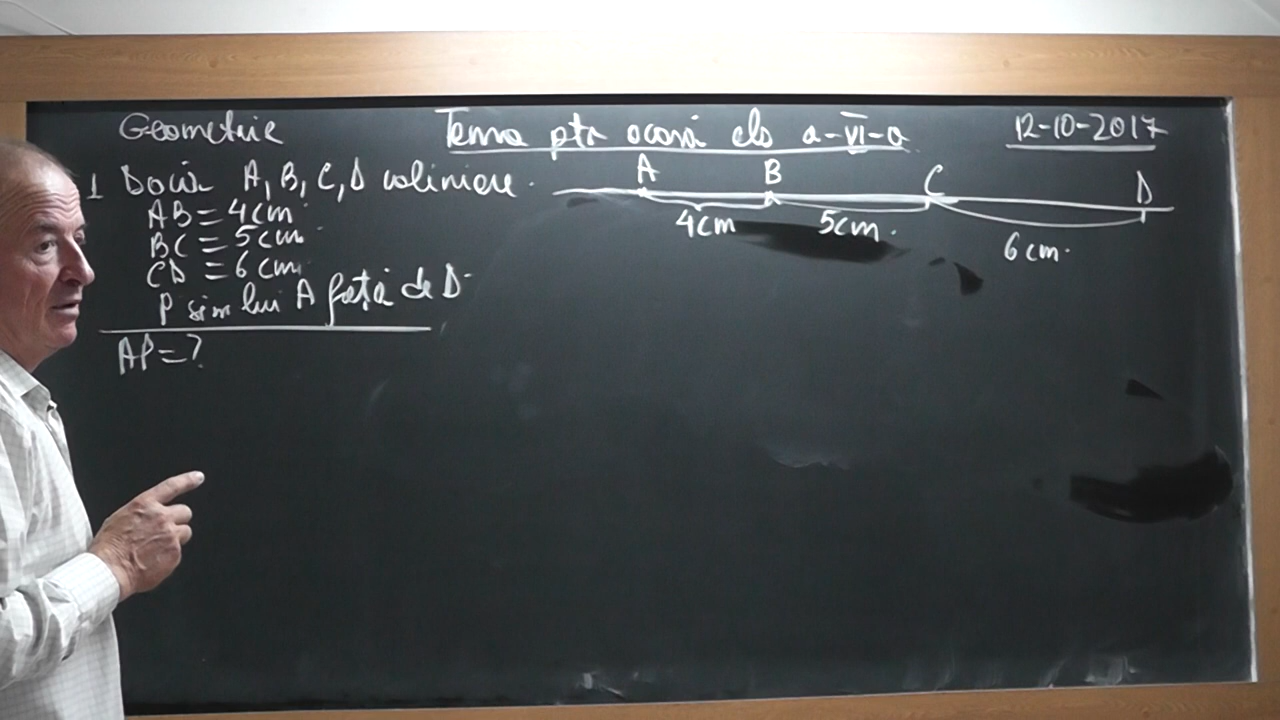 Geometrie
Tema ptr acasă cls a-VI-a
12-10-2017
1 Dacă A, B, C, D coliniare.
AB = 4cm
BC = 5cm
CD = 6cm
P sim lui A față de D
AP = ?
A B C D
4cm 5cm. 6cm.